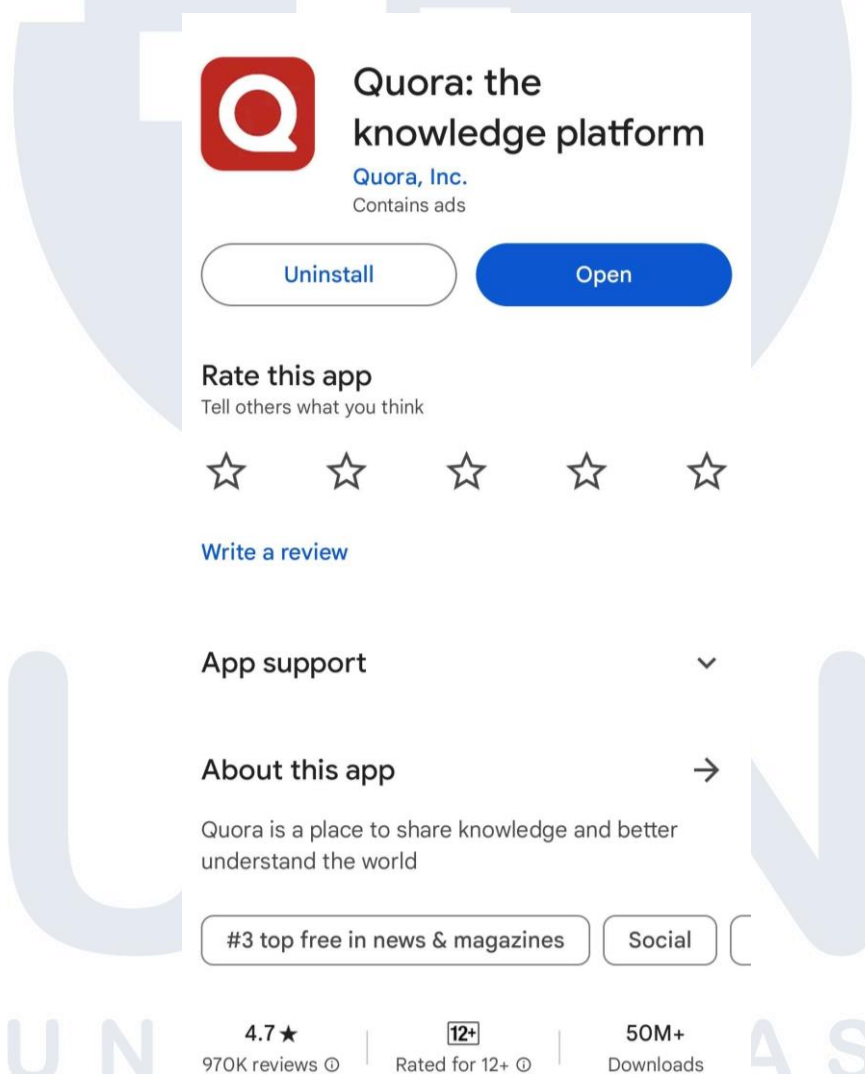 Quora: the
knowledge platform
Quora, Inc.
Contains ads
Uninstall
Open
Rate this app
Tell others what you think
Write a review
App support
About this app
Quora is a place to share knowledge and better
understand the world
#3 top free in news & magazines
Social
4.7★
12+
50M+
970K reviews
Rated for 12+
Downloads